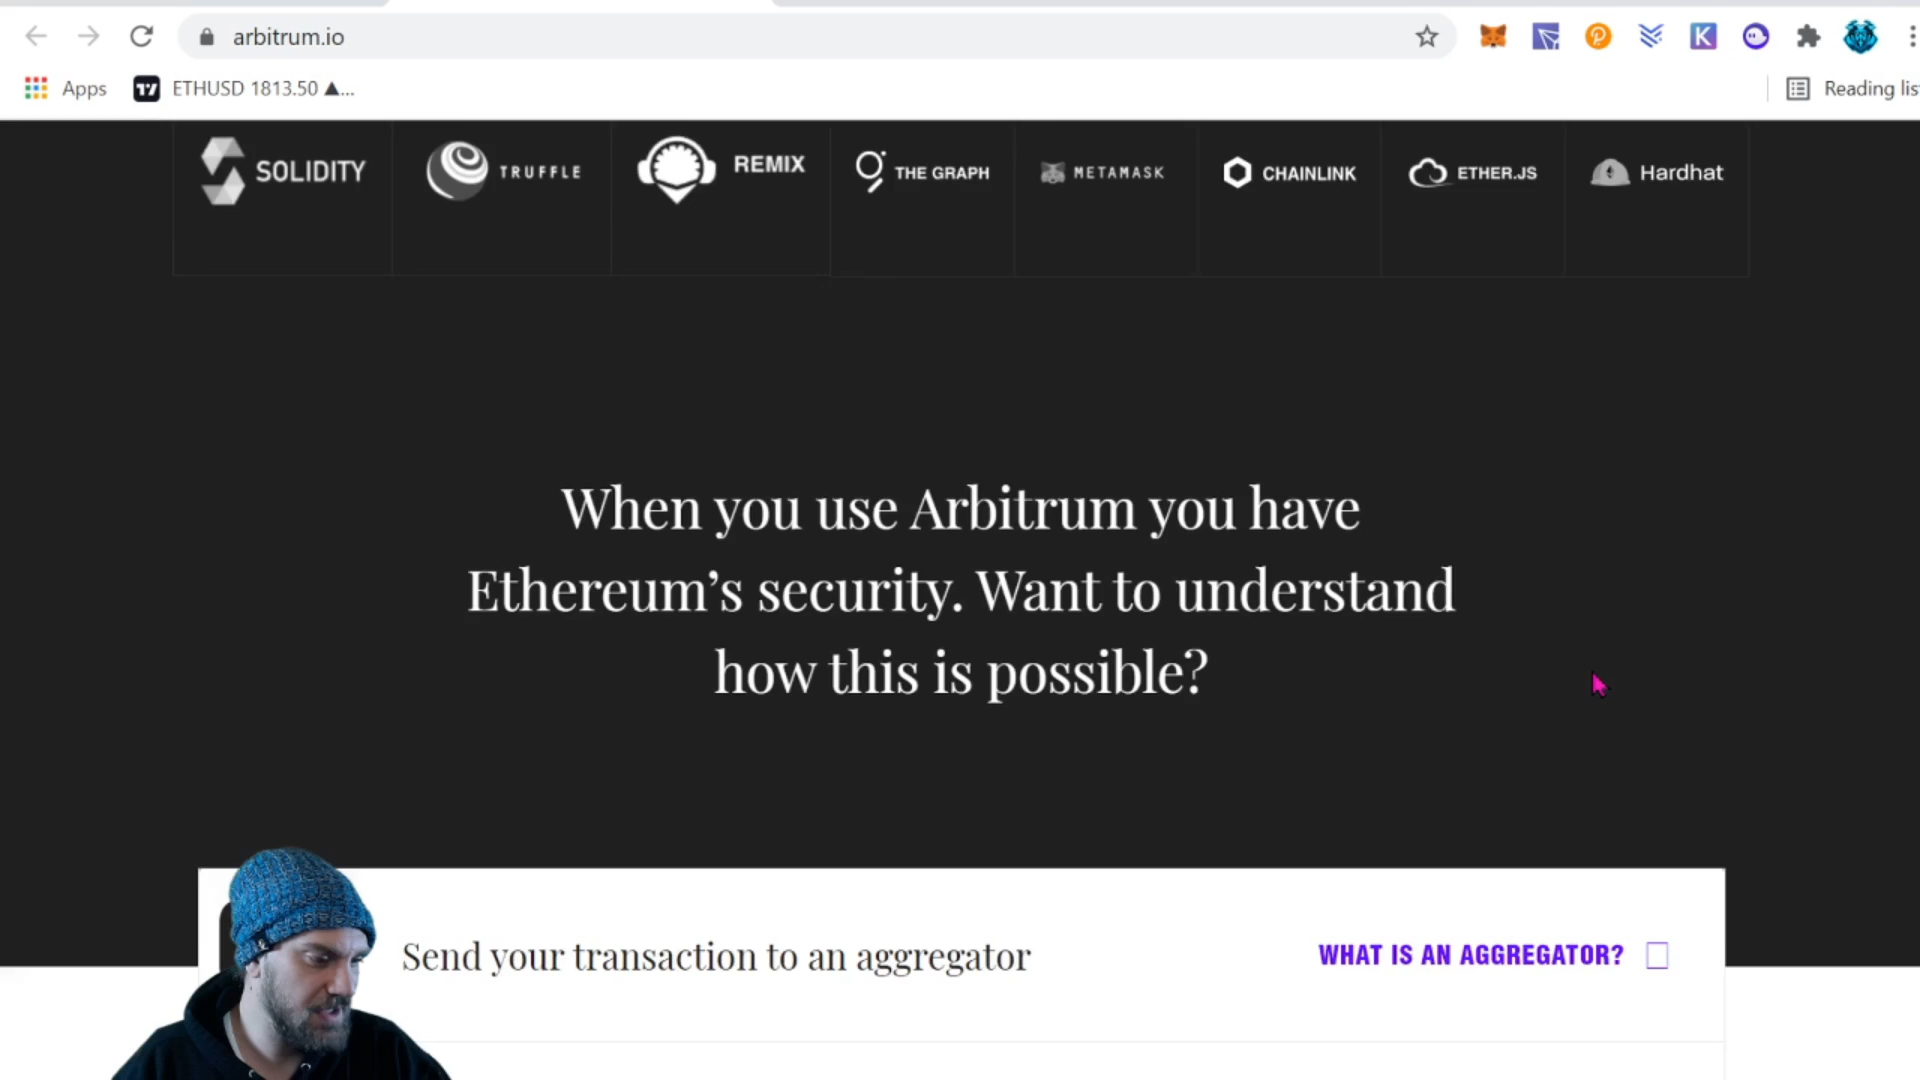 arbitrum.io
Apps
ETHUSD 1813.50 ▲...
Reading lis
SOLIDITY
TRUFFLE
REMIX
THE GRAPH
METAMASK
CHAINLINK
ETHER.JS
Hardhat
When you use Arbitrum you have
Ethereum’s security. Want to understand
how this is possible?
Send your transaction to an aggregator
WHAT IS AN AGGREGATOR?